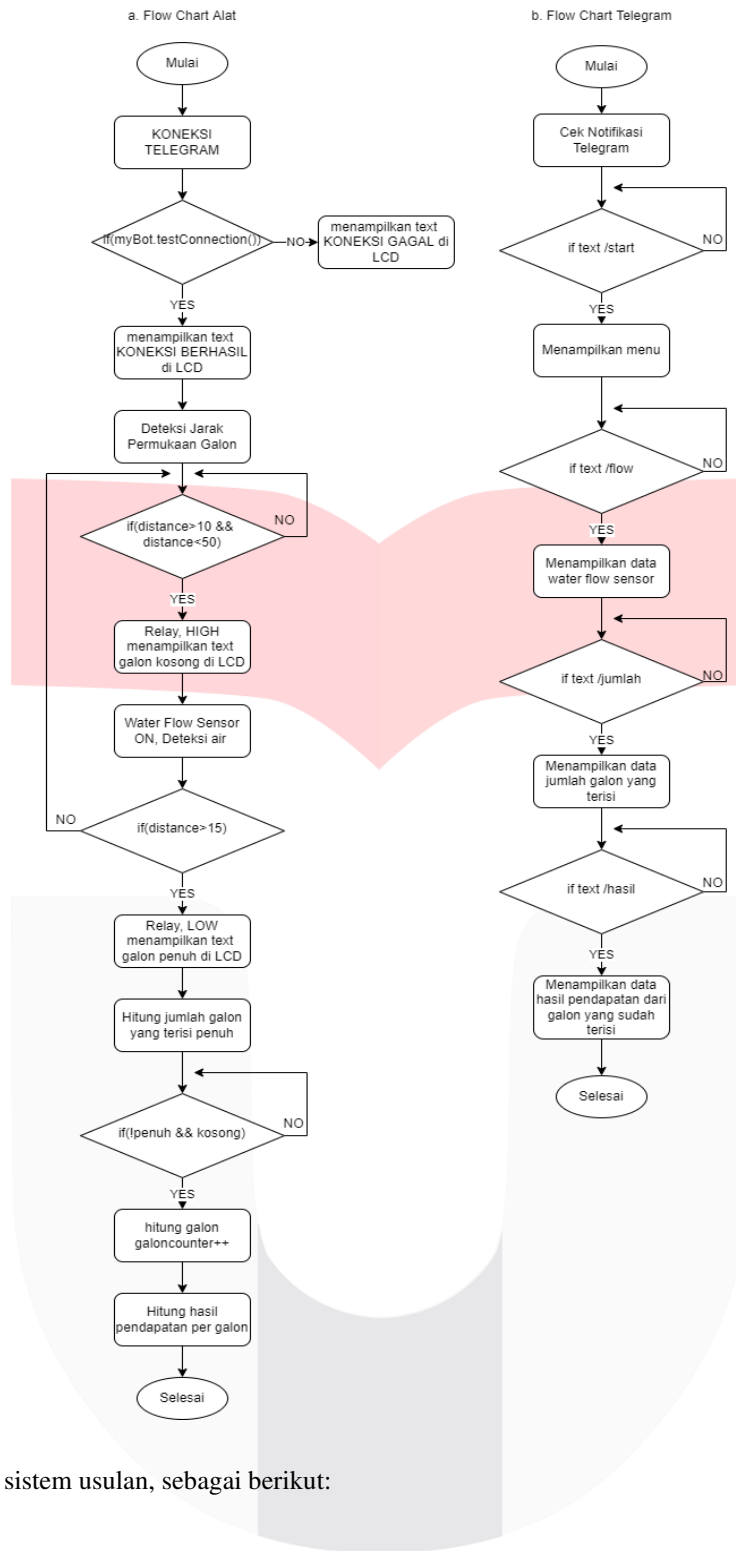 a. Flow Chart Alat
Mulai
KONEKSI
TELEGRAM
if(myBot.testConnection())
NO
menampilkan text
KONEKSI GAGAL di
LCD
YES
menampilkan text
KONEKSI BERHASIL
di LCD
Deteksi Jarak
Permukaan Galon
if(distance>10 &&
distance<50)
NO
YES
Relay, HIGH
menampilkan text
galon kosong di LCD
Water Flow Sensor
ON, Deteksi air
if(distance>15)
NO
YES
Relay, LOW
menampilkan text
galon penuh di LCD
Hitung jumlah galon
yang terisi penuh
if(!penuh && kosong)
NO
YES
hitung galon
galoncounter++
Hitung hasil
pendapatan per galon
Selesai
b. Flow Chart Telegram
Mulai
Cek Notifikasi
Telegram
if text /start
NO
YES
Menampilkan menu
if text /flow
NO
YES
Menampilkan data
water flow sensor
if text /jumlah
NO
YES
Menampilkan data
jumlah galon yang
terisi
if text /hasil
NO
YES
Menampilkan data
hasil pendapatan dari
galon yang sudah
terisi
Selesai
sistem usulan, sebagai berikut: